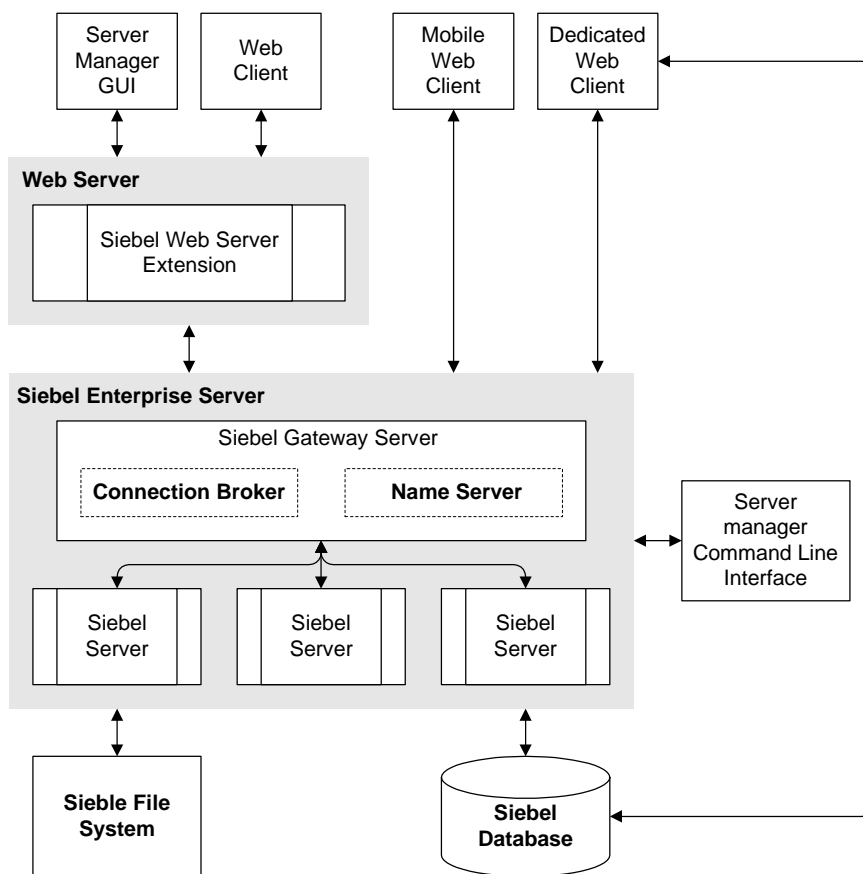 Server
Manager
GUI
Web
Client
Mobile
Web
Client
Dedicated
Web
Client
Web Server
Siebel Web Server
Extension
Siebel Enterprise Server
Siebel Gateway Server
Connection Broker
Name Server
Server
manager
Command Line
Interface
Siebel
Server
Siebel
Server
Siebel
Server
Sieble File
System
Siebel
Database